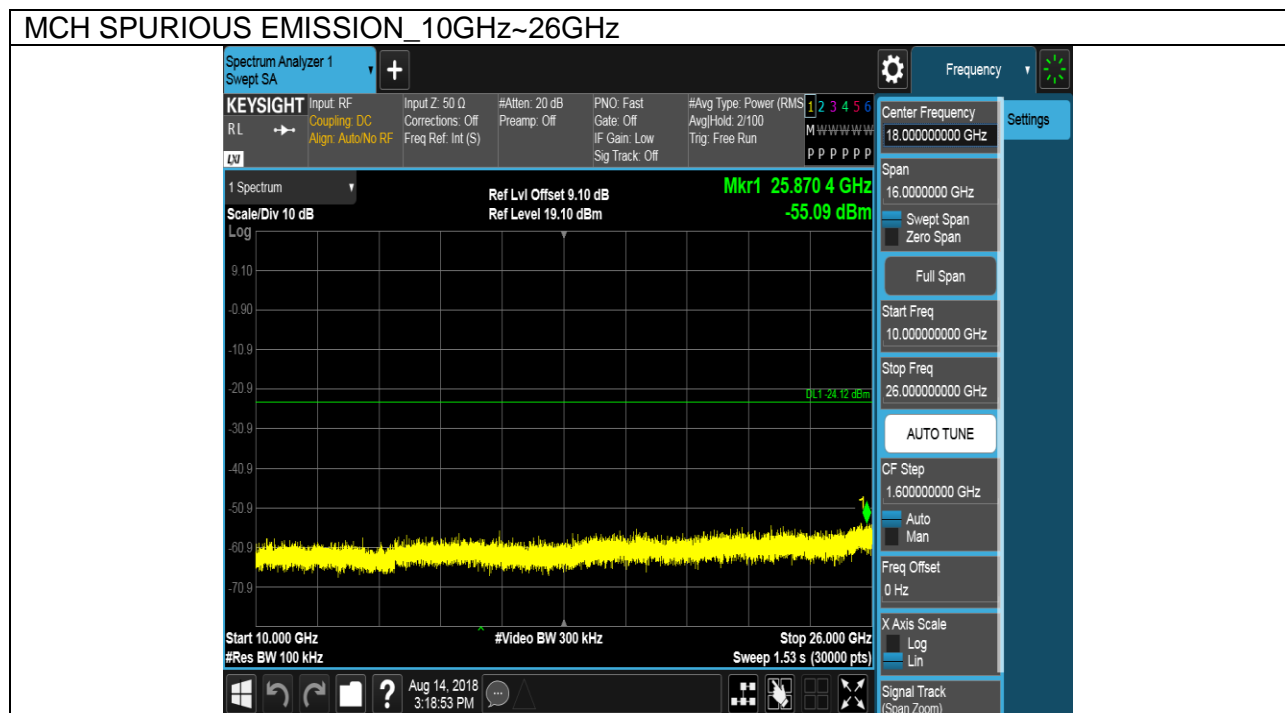 MCH SPURIOUS EMISSION_10GHz~26GHz
Spectrum Analyzer 1
Swept SA
Frequency
KEYSIGHT
RL
LXI
Input: RF
Coupling: DC
Align: Auto/No RF
Input Z: 50 Ω
Corrections: Off
Freq Ref: Int (S)
#Atten: 20 dB
Preamp: Off
PNO: Fast
Gate: Off
IF Gain: Low
Sig Track: Off
#Avg Type: Power (RMS
Avg|Hold: 2/100
Trig: Free Run
1 2 3 4 5 6
M W W W W W
P P P P P P
1 Spectrum
Scale/Div 10 dB
Log
Ref Lvl Offset 9.10 dB
Ref Level 19.10 dBm
Mkr1 25.870 4 GHz
-55.09 dBm
9.10
-0.90
-10.9
-20.9
DL1 -24.12 dBm
-30.9
-40.9
-50.9
1
-60.9
-70.9
Start 10.000 GHz
#Res BW 100 kHz
#Video BW 300 kHz
Stop 26.000 GHz
Sweep 1.53 s (30000 pts)
Aug 14, 2018
3:18:53 PM
Center Frequency
18.000000000 GHz
Settings
Span
16.0000000 GHz
Swept Span
Zero Span
Full Span
Start Freq
10.000000000 GHz
Stop Freq
26.000000000 GHz
AUTO TUNE
CF Step
1.600000000 GHz
Auto
Man
Freq Offset
0 Hz
X Axis Scale
Log
Lin
Signal Track
(Span Zoom)